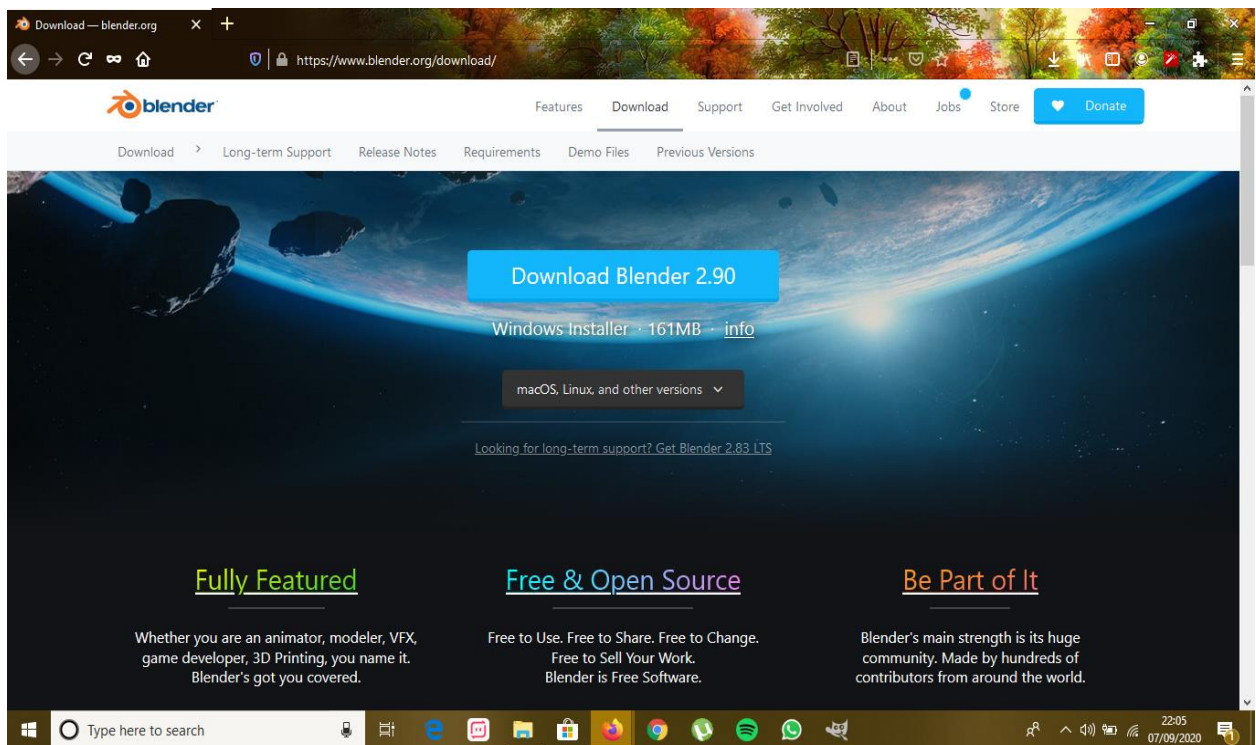 Download — blender.org
https://www.blender.org/download/
blender
Features Download Support Get Involved About Jobs Store Donate
Download Long-term Support Release Notes Requirements Demo Files Previous Versions
Download Blender 2.90
Windows Installer · 161MB · info
macOS, Linux, and other versions
Looking for long-term support? Get Blender 2.83 LTS
Fully Featured
Whether you are an animator, modeler, VFX,
game developer, 3D Printing, you name it.
Blender's got you covered.
Free & Open Source
Free to Use. Free to Share. Free to Change.
Free to Sell Your Work.
Blender is Free Software.
Be Part of It
Blender's main strength is its huge
community. Made by hundreds of
contributors from around the world.
Type here to search
22:05
07/09/2020
1